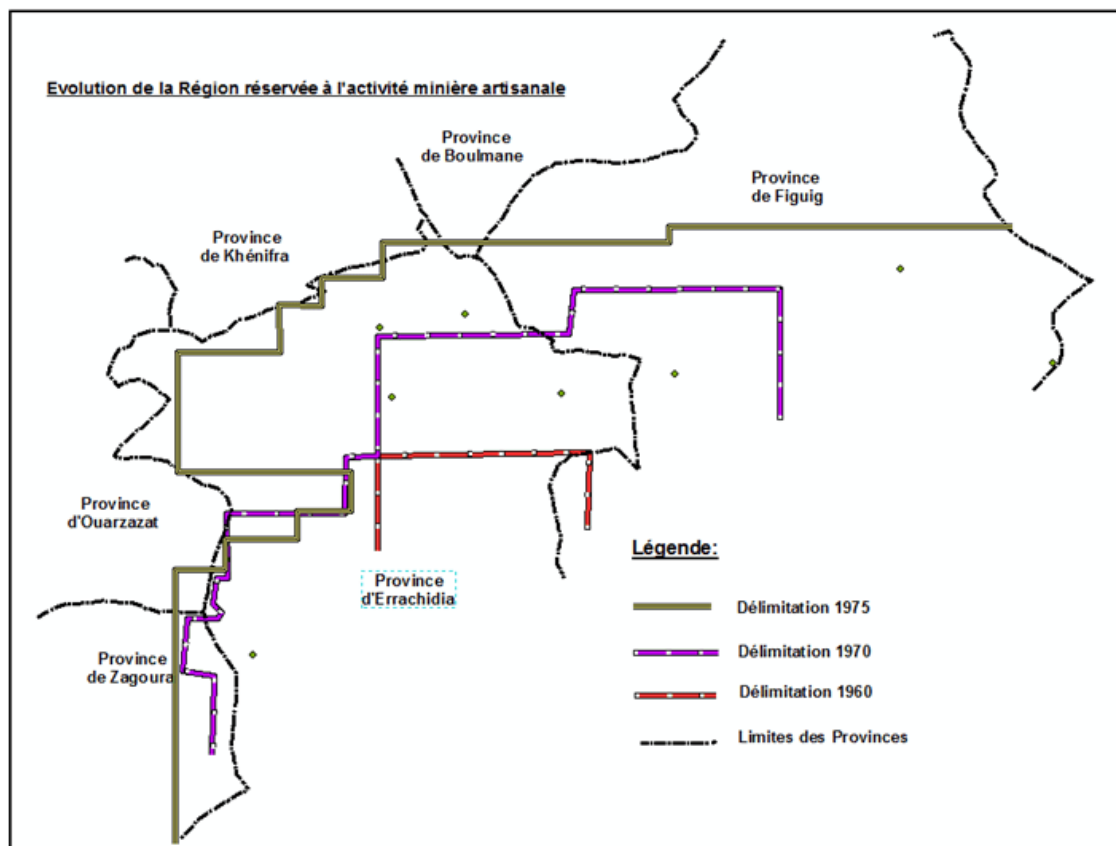 Evolution de la Région réservée à l'activité minière artisanale
Province
de Boulmane
Province
de Figuig
Province
de Khénifra
Province
d'Ouarzazat
Province
d'Errachidia
Province
de Zagoura
Légende:
Délimitation 1975
Délimitation 1970
Délimitation 1960
Limites des Provinces